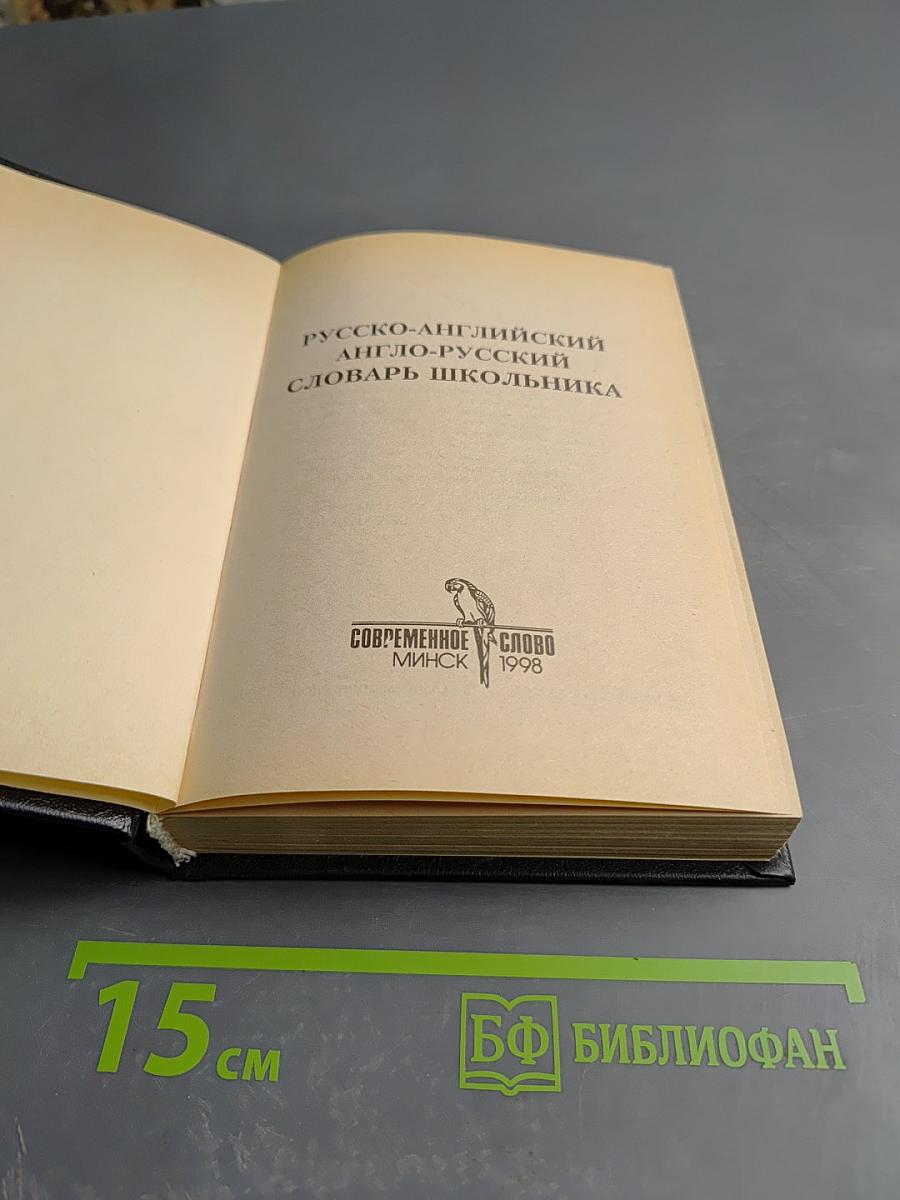 РУССКО-АНГЛИЙСКИЙ
АНГЛО-РУССКИЙ
СЛОВАРЬ ШКОЛЬНИКА
СОВРЕМЕННОЕ СЛОВО
МИНСК 1998
15 см
БФ БИБЛИОФАН